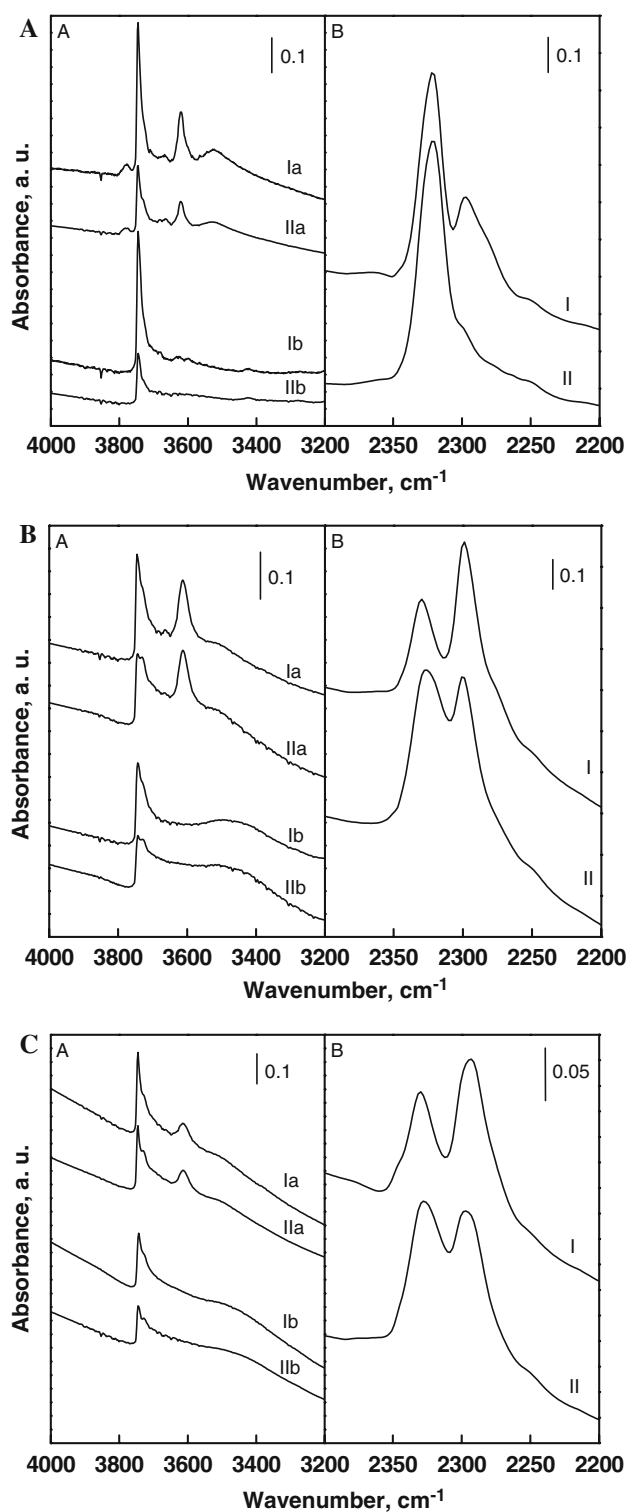 A
A
0.1
Ia
IIa
Ib
IIb
B
0.1
I
II
Absorbance, a. u.
4000 3800 3600 3400 3200 2350 2300 2250 2200
Wavenumber, cm-1
B
A
0.1
Ia
IIa
Ib
IIb
B
0.1
I
II
Absorbance, a. u.
4000 3800 3600 3400 3200 2350 2300 2250 2200
Wavenumber, cm-1
C
A
0.1
Ia
IIa
Ib
IIb
B
0.05
I
II
Absorbance, a. u.
4000 3800 3600 3400 3200 2350 2300 2250 2200
Wavenumber, cm-1